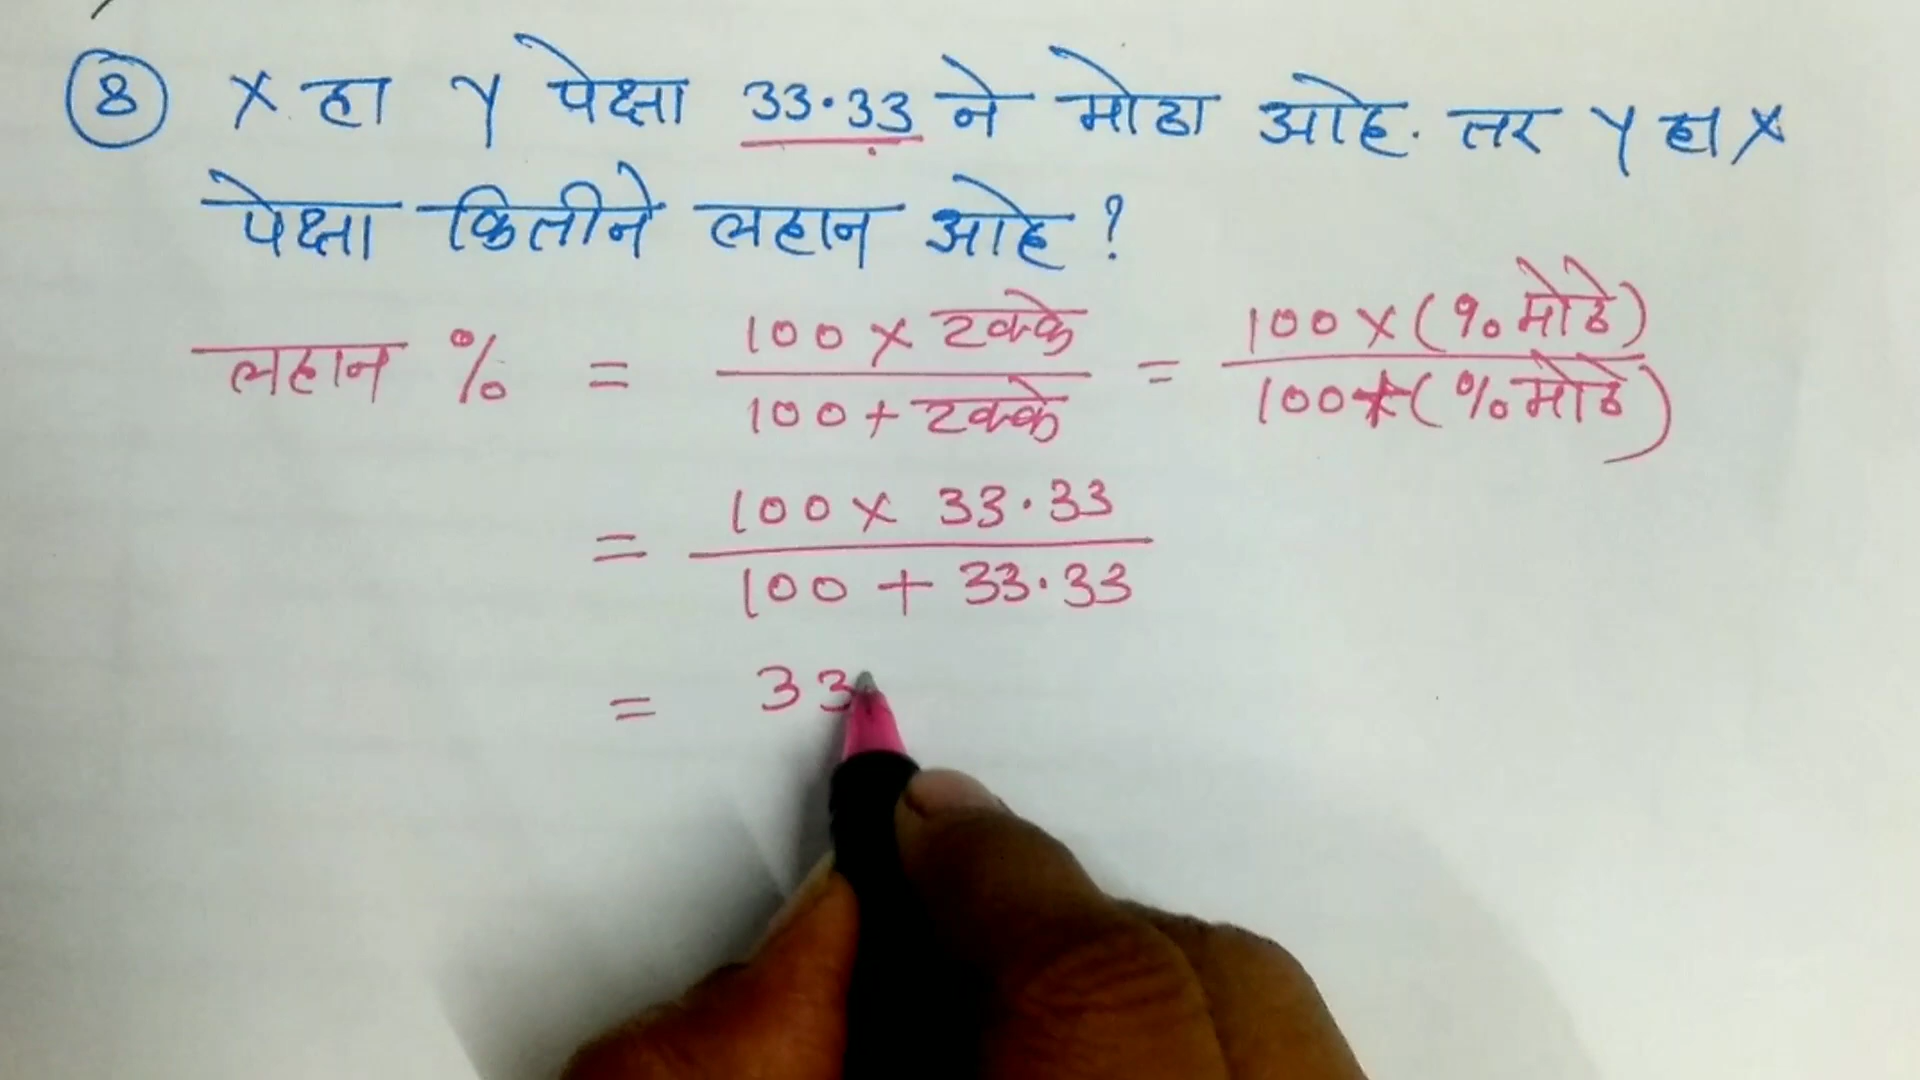 8 X हा Y पेक्षा 33.33 ने मोठा आहे. तर Y हा X
पेक्षा कितीने लहान आहे ?
लहान % = 100 × टक्के / 100 + टक्के = 100 × (% मोठे) / 100 + (% मोठे)
= 100 × 33.33 / 100 + 33.33
= 33